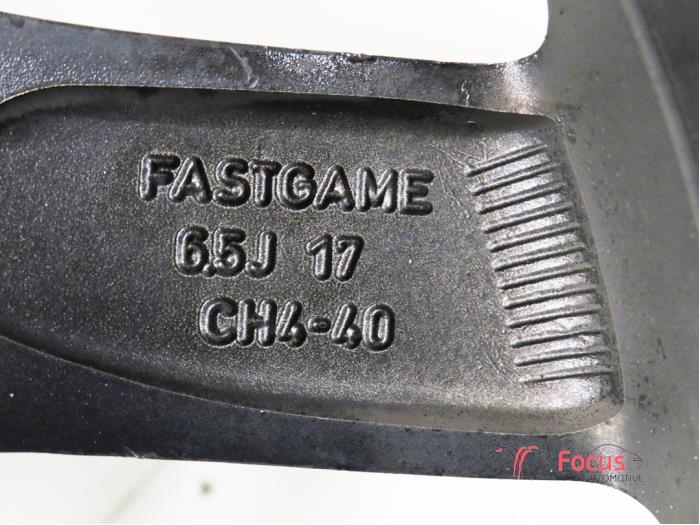 FASTGAME
6.5J 17
CH4-40
Focus
AUTOMOTIVE